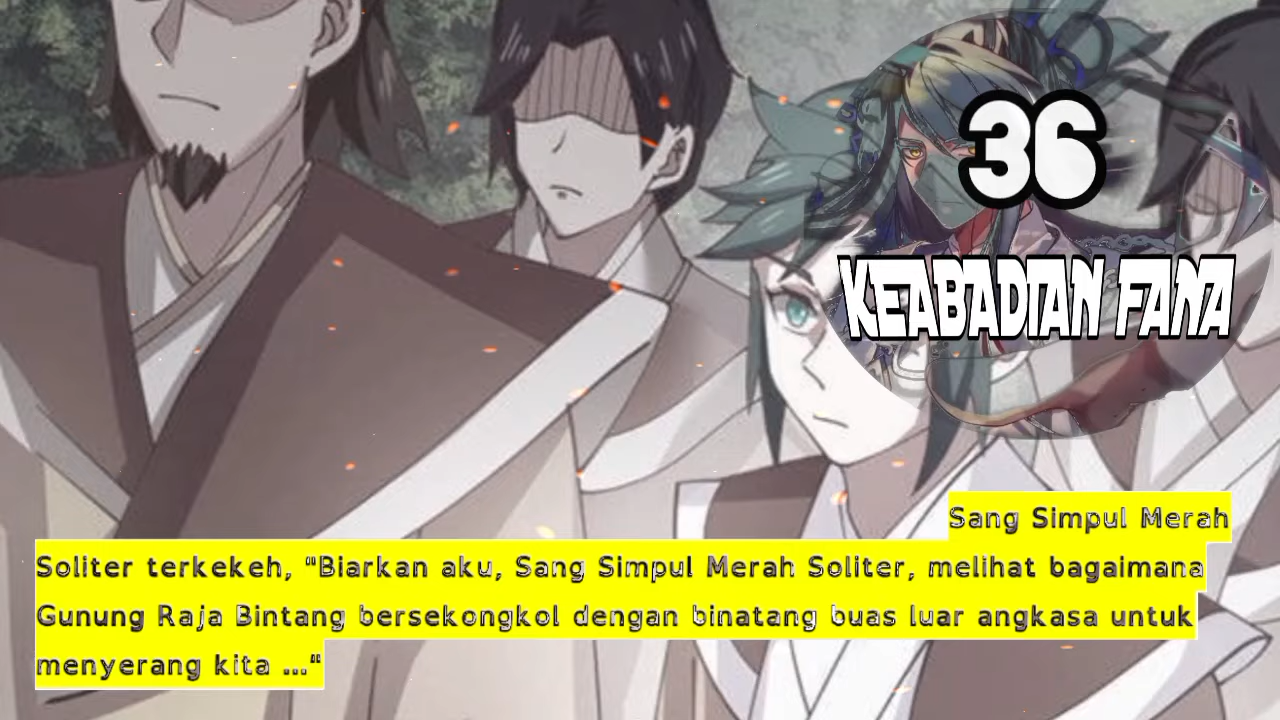 36
KEABADIAN FANA
Sang Simpul Merah
Soliter terkekeh, "Biarkan aku, Sang Simpul Merah Soliter, melihat bagaimana
Gunung Raja Bintang bersekongkol dengan binatang buas luar angkasa untuk
menyerang kita ..."